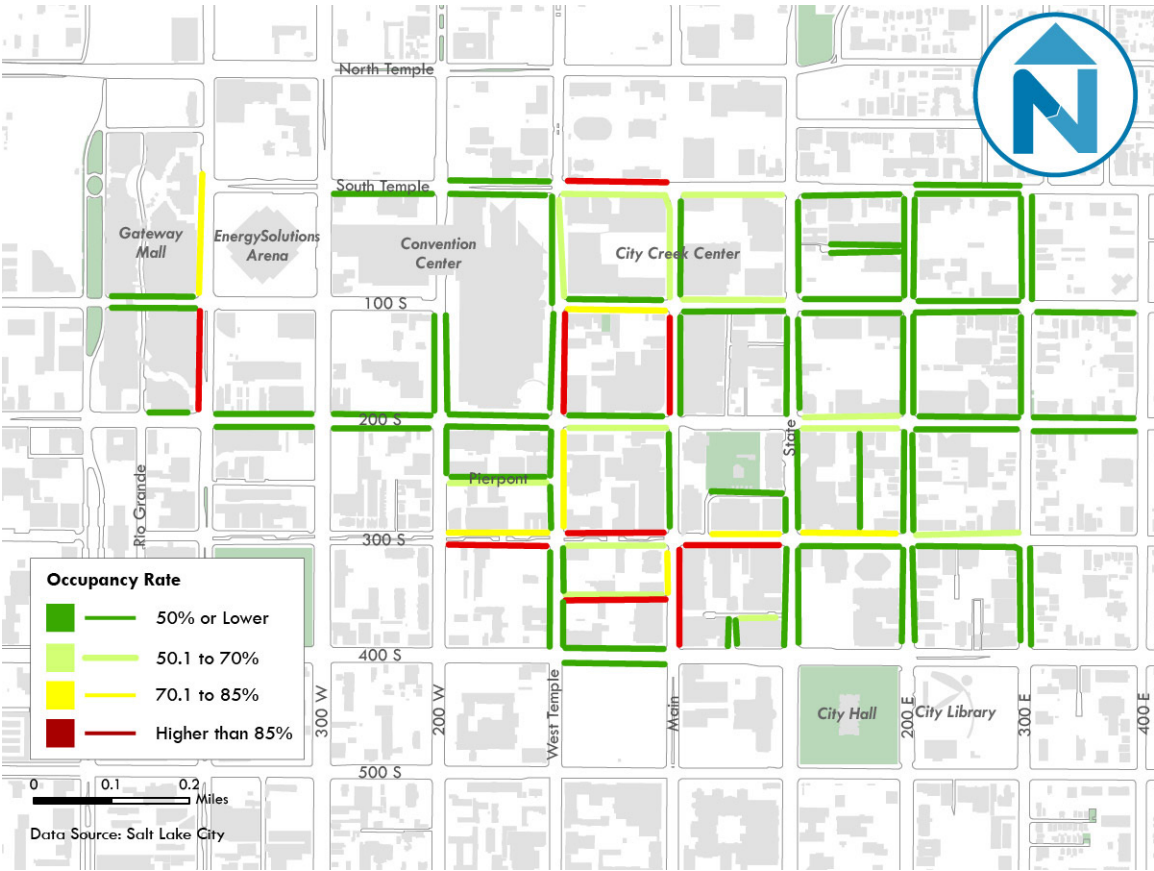 North Temple
South Temple
Gateway
Mall
EnergySolutions
Arena
Convention
Center
City Creek Center
100 S
200 S
State
Pierpont
Rio Grande
300 S
Occupancy Rate
50% or Lower
50.1 to 70%
70.1 to 85%
Higher than 85%
400 S
300 W
200 W
West Temple
Main
City Hall
200 E
City Library
300 E
400 E
500 S
0 0.1 0.2
Miles
Data Source: Salt Lake City
N